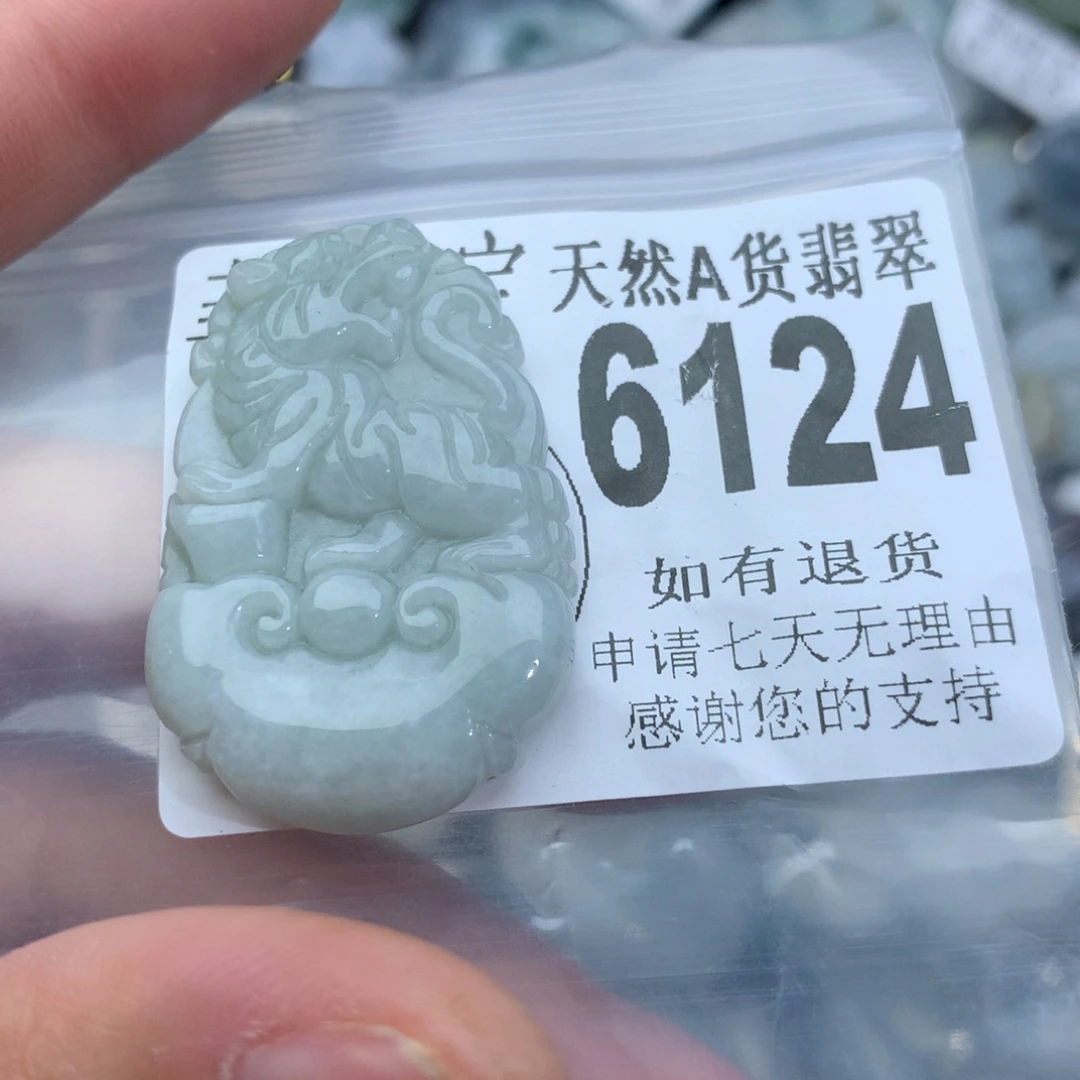 天然A货翡翠
6124
如有退货
申请七天无理由
感谢您的支持